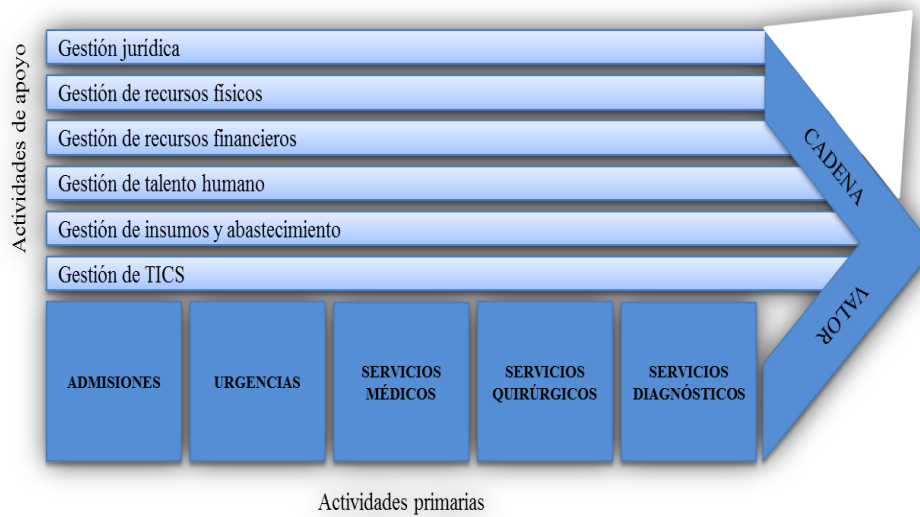 Actividades de apoyo
Gestión jurídica
Gestión de recursos físicos
Gestión de recursos financieros
Gestión de talento humano
Gestión de insumos y abastecimiento
Gestión de TICS
CADENA
VALOR
ADMISIONES
URGENCIAS
SERVICIOS
MÉDICOS
SERVICIOS
QUIRÚRGICOS
SERVICIOS
DIAGNÓSTICOS
Actividades primarias